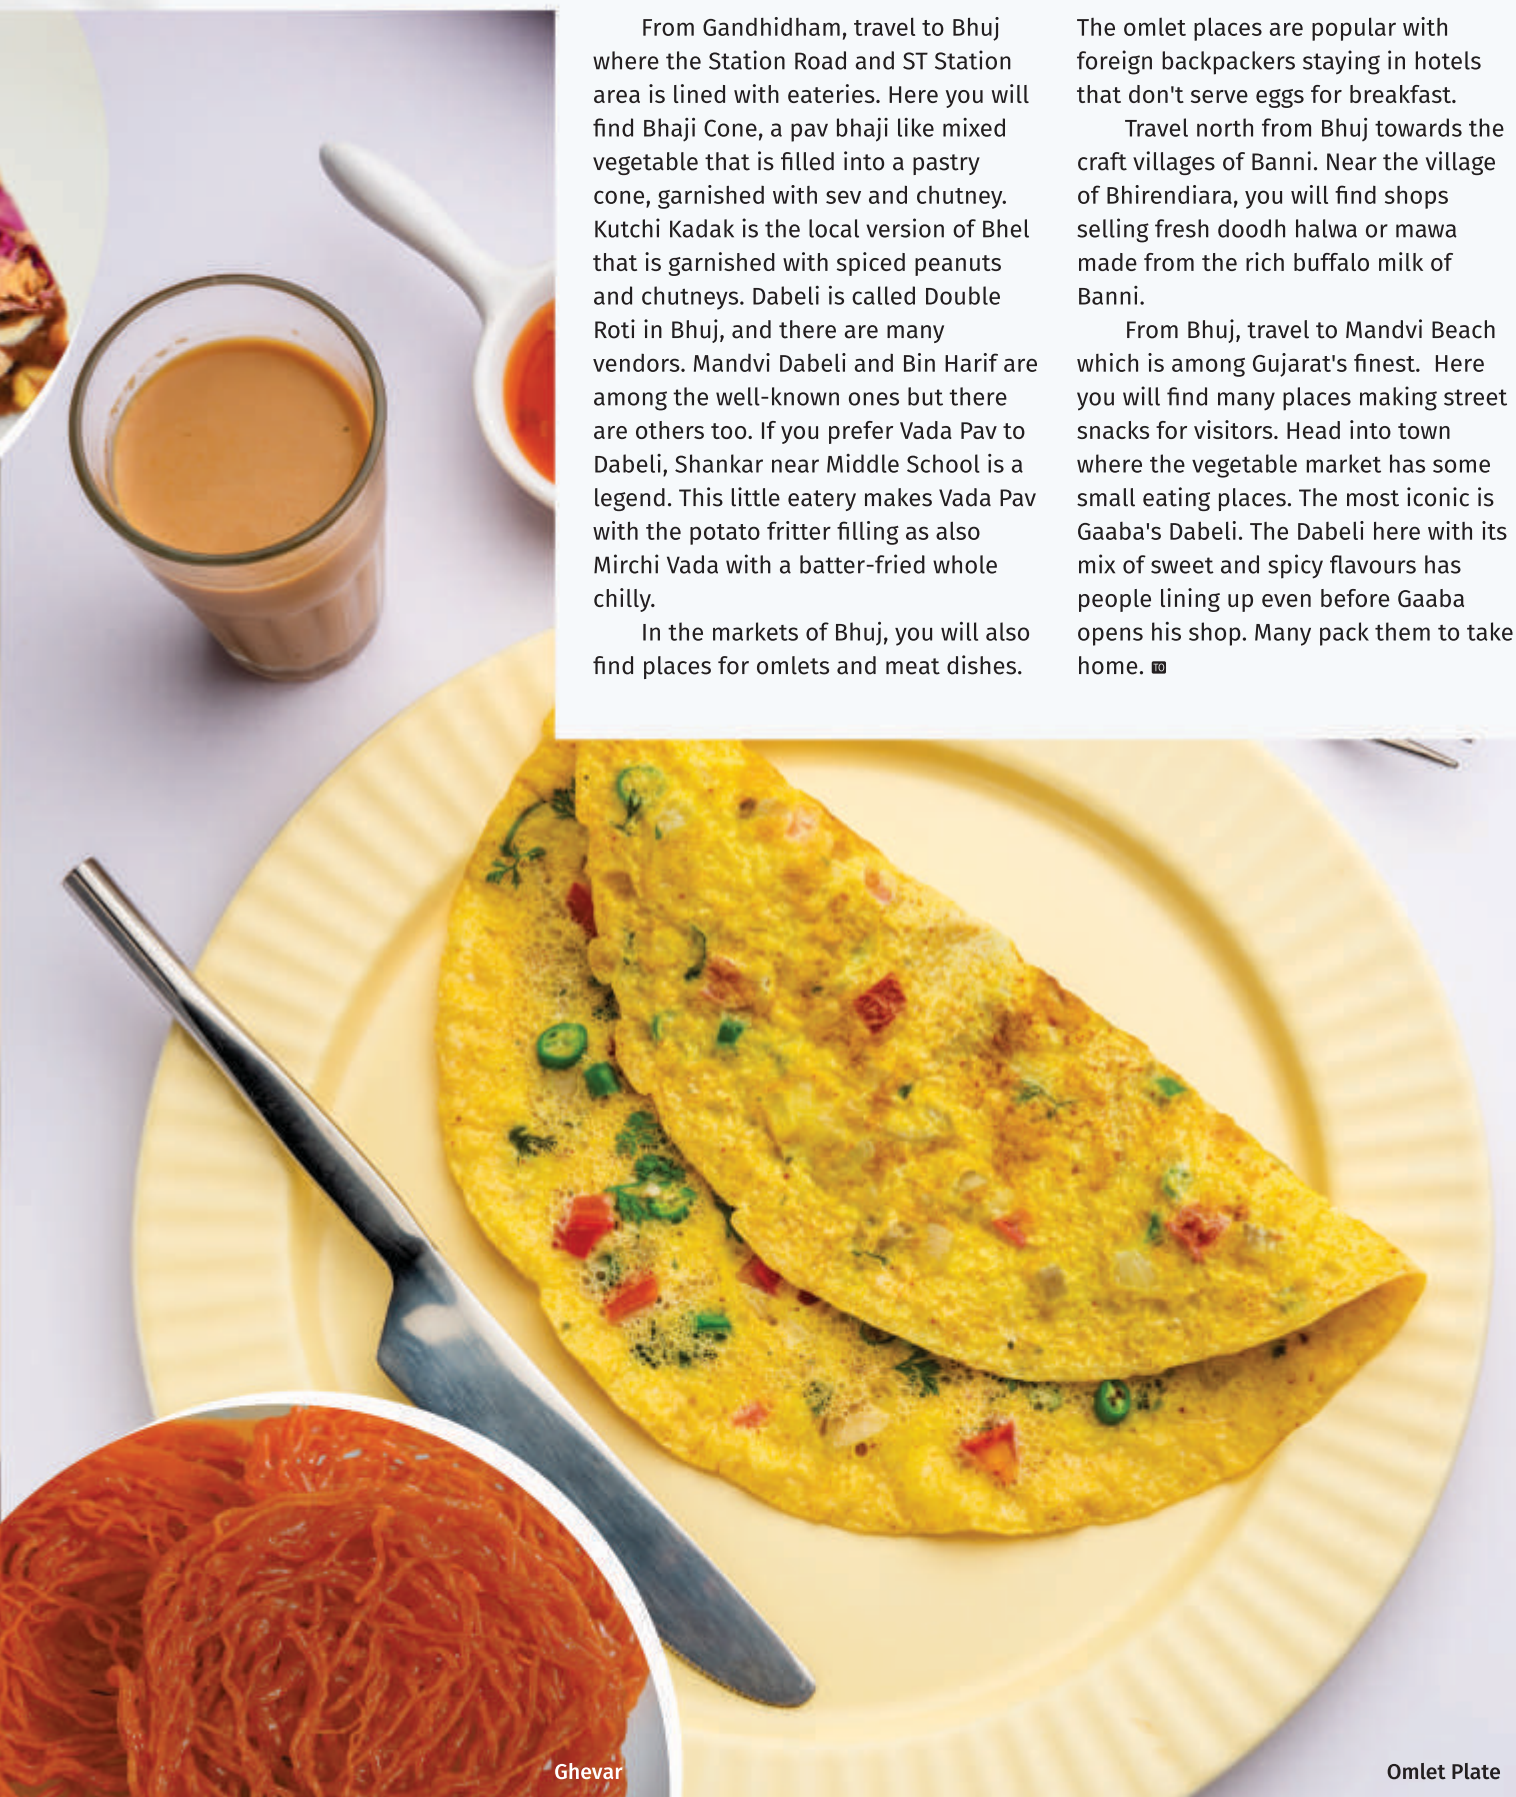 From Gandhidham, travel to Bhuj
where the Station Road and ST Station
area is lined with eateries. Here you will
find Bhaji Cone, a pav bhaji like mixed
vegetable that is filled into a pastry
cone, garnished with sev and chutney.
Kutchi Kadak is the local version of Bhel
that is garnished with spiced peanuts
and chutneys. Dabeli is called Double
Roti in Bhuj, and there are many
vendors. Mandvi Dabeli and Bin Harif are
among the well-known ones but there
are others too. If you prefer Vada Pav to
Dabeli, Shankar near Middle School is a
legend. This little eatery makes Vada Pav
with the potato fritter filling as also
Mirchi Vada with a batter-fried whole
chilly.
In the markets of Bhuj, you will also
find places for omlets and meat dishes.
The omlet places are popular with
foreign backpackers staying in hotels
that don't serve eggs for breakfast.
Travel north from Bhuj towards the
craft villages of Banni. Near the village
of Bhirendiara, you will find shops
selling fresh doodh halwa or mawa
made from the rich buffalo milk of
Banni.
From Bhuj, travel to Mandvi Beach
which is among Gujarat's finest.  Here
you will find many places making street
snacks for visitors. Head into town
where the vegetable market has some
small eating places. The most iconic is
Gaaba's Dabeli. The Dabeli here with its
mix of sweet and spicy flavours has
people lining up even before Gaaba
opens his shop. Many pack them to take
home. TO
Ghevar
Omlet Plate